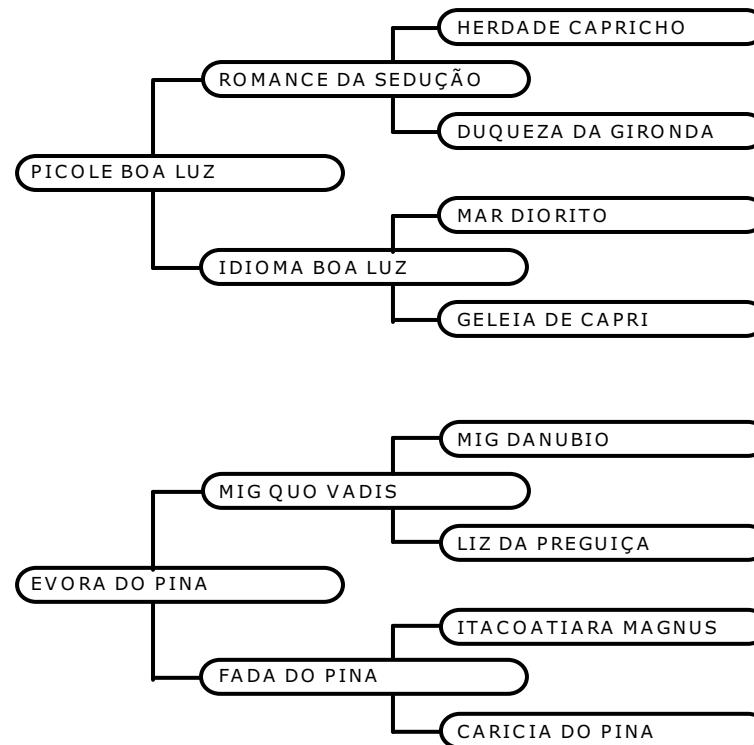 HERDADE CAPRICHO
ROMANCE DA SEDUÇÃO
DUQUEZA DA GIRONDA
PICOLE BOA LUZ
MAR DIORITO
IDIOMA BOA LUZ
GELEIA DE CAPRI
MIG DANUBIO
MIG QUO VADIS
LIZ DA PREGUIÇA
EVORA DO PINA
ITACOATIARA MAGNUS
FADA DO PINA
CARICIA DO PINA